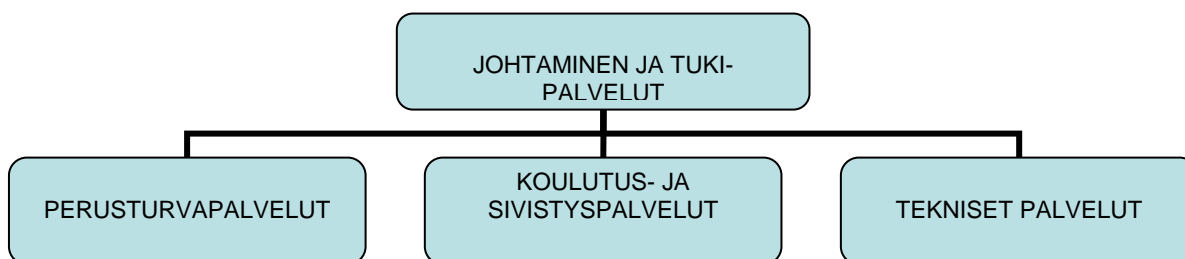 JOHTAMINEN JA TUKI-
PALVELUT
PERUSTURVAPALVELUT
KOULUTUS- JA
SIVISTYSPALVELUT
TEKNISET PALVELUT